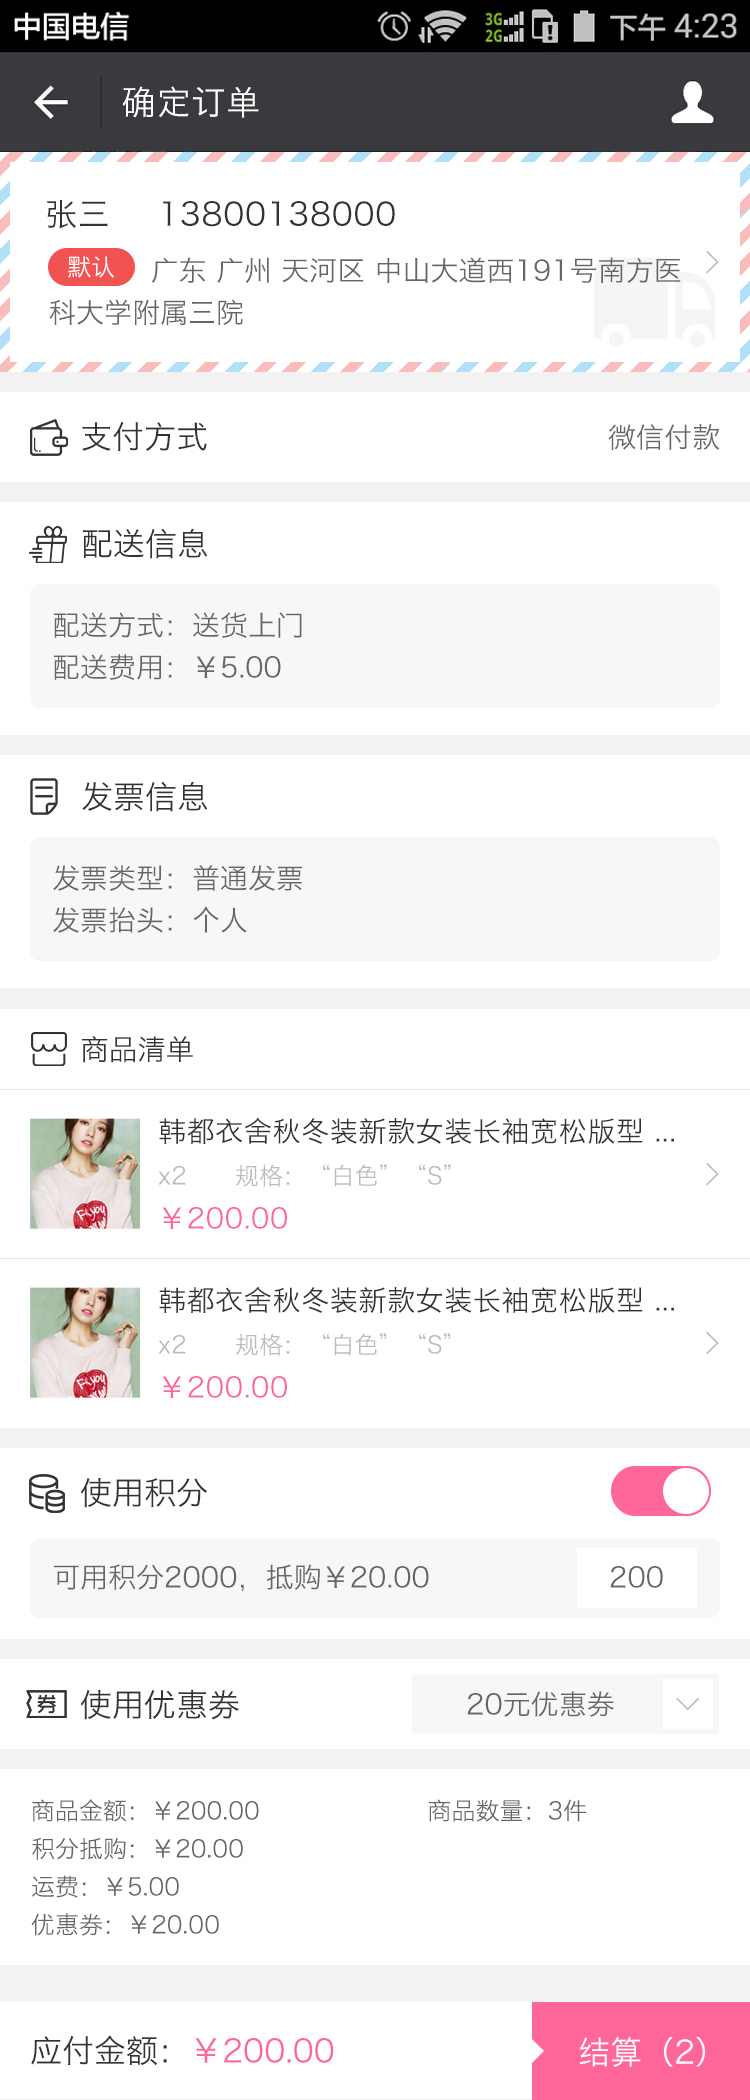 中国电信 3G 2G 下午 4:23
确定订单
张三 13800138000
默认 广东 广州 天河区 中山大道西191号南方医
科大学附属三院
支付方式 微信付款
配送信息
配送方式：送货上门
配送费用：￥5.00
发票信息
发票类型：普通发票
发票抬头：个人
商品清单
韩都衣舍秋冬装新款女装长袖宽松版型 ...
x2 规格：“白色” “S”
￥200.00
韩都衣舍秋冬装新款女装长袖宽松版型 ...
x2 规格：“白色” “S”
￥200.00
使用积分
可用积分2000，抵购￥20.00 200
券 使用优惠券 20元优惠券
商品金额：￥200.00 商品数量：3件
积分抵购：￥20.00
运费：￥5.00
优惠券：￥20.00
应付金额：￥200.00 结算（2）